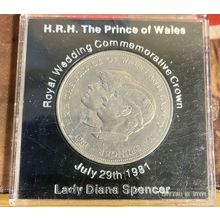 H.R.H. The Prince of Wales
Royal Wedding Commemorative Crown
July 29th 1981
Lady Diana Spencer